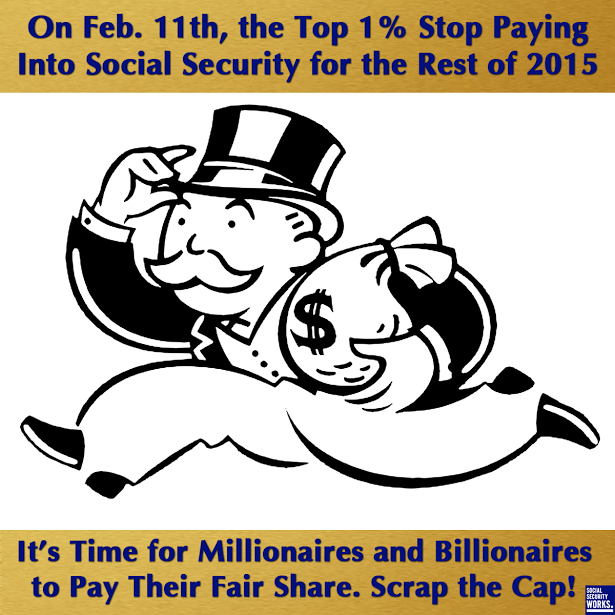 On Feb. 11th, the Top 1% Stop Paying
Into Social Security for the Rest of 2015
$
It's Time for Millionaires and Billionaires
to Pay Their Fair Share. Scrap the Cap!
SOCIAL
SECURITY
WORKS.